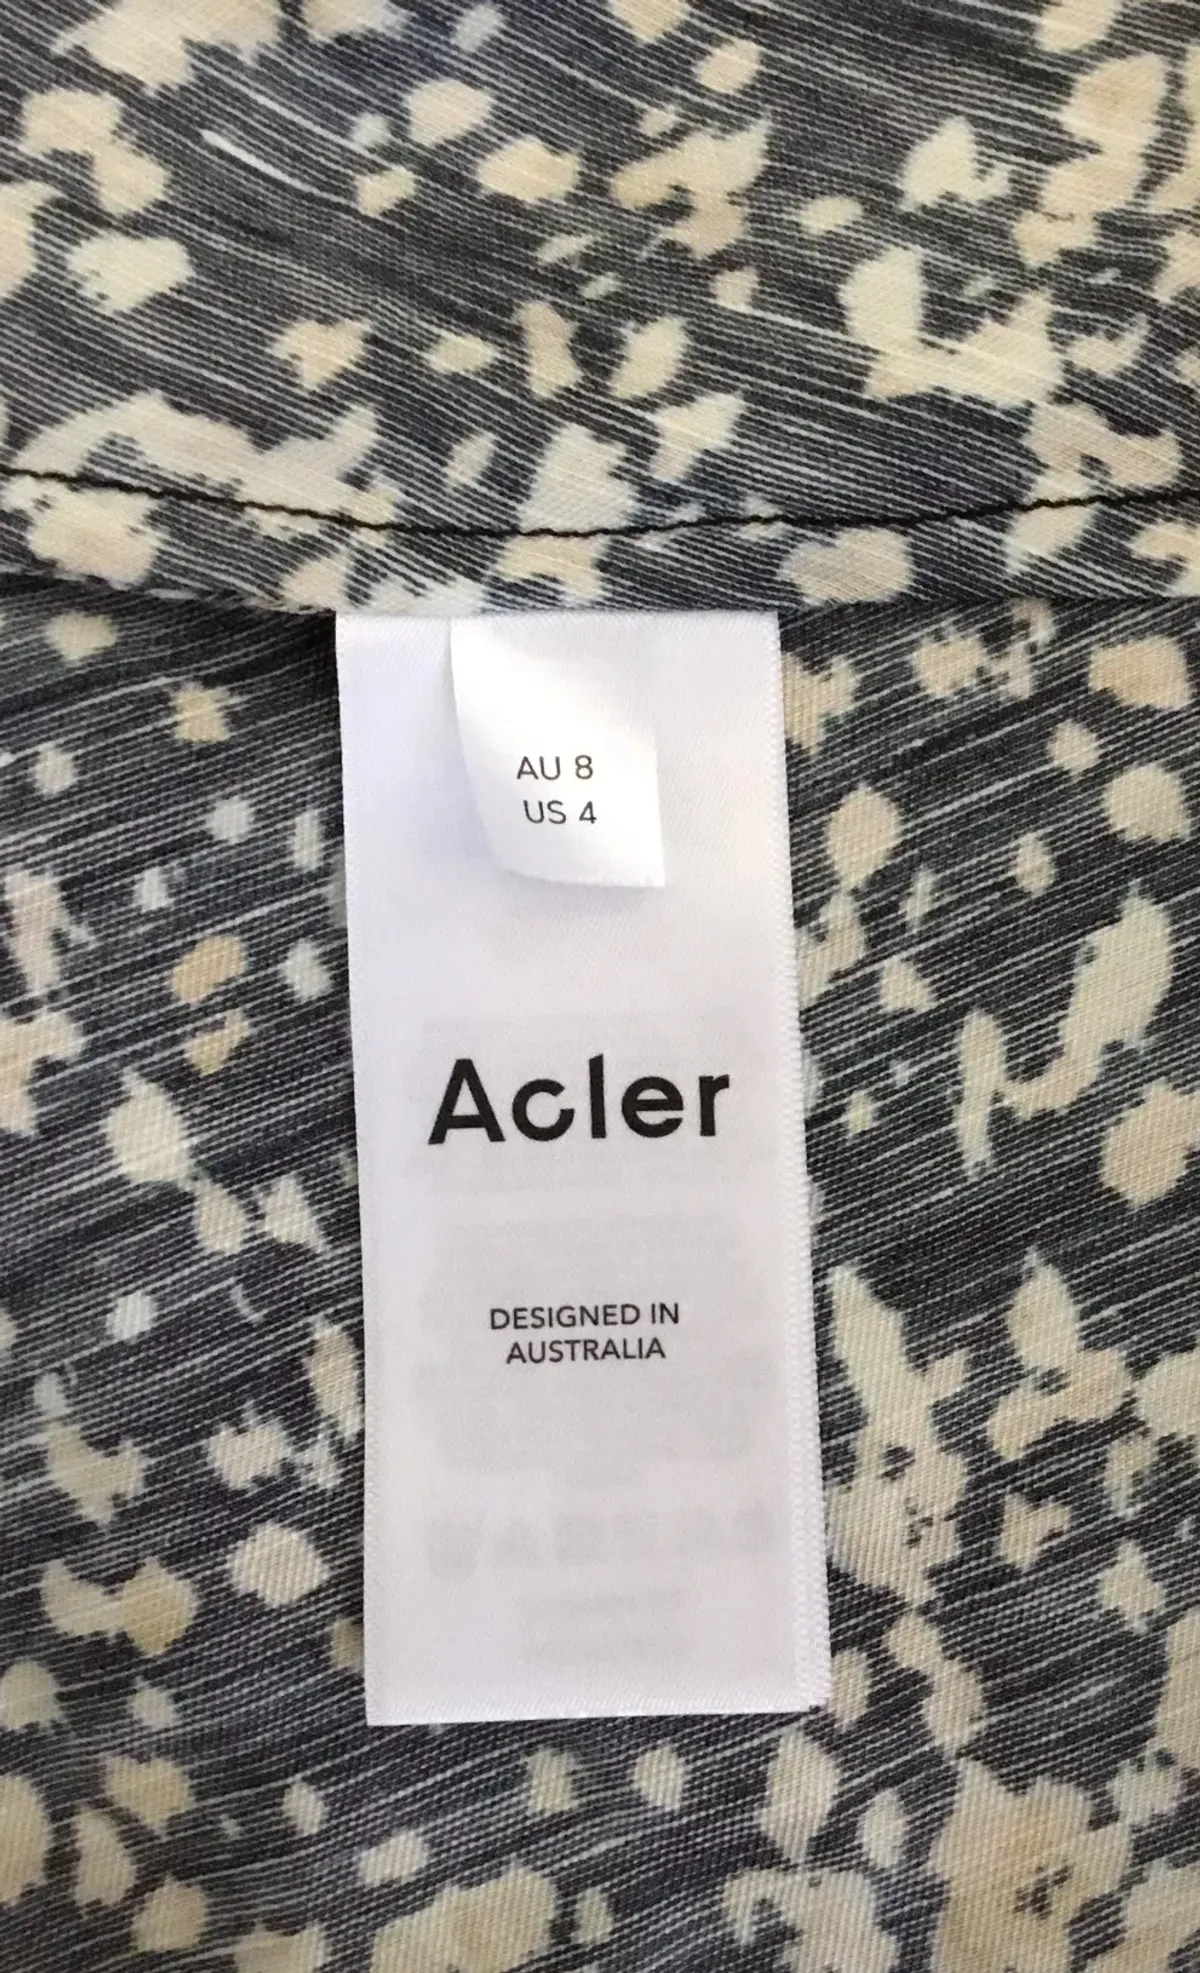 AU 8
US 4
Acler
DESIGNED IN
AUSTRALIA